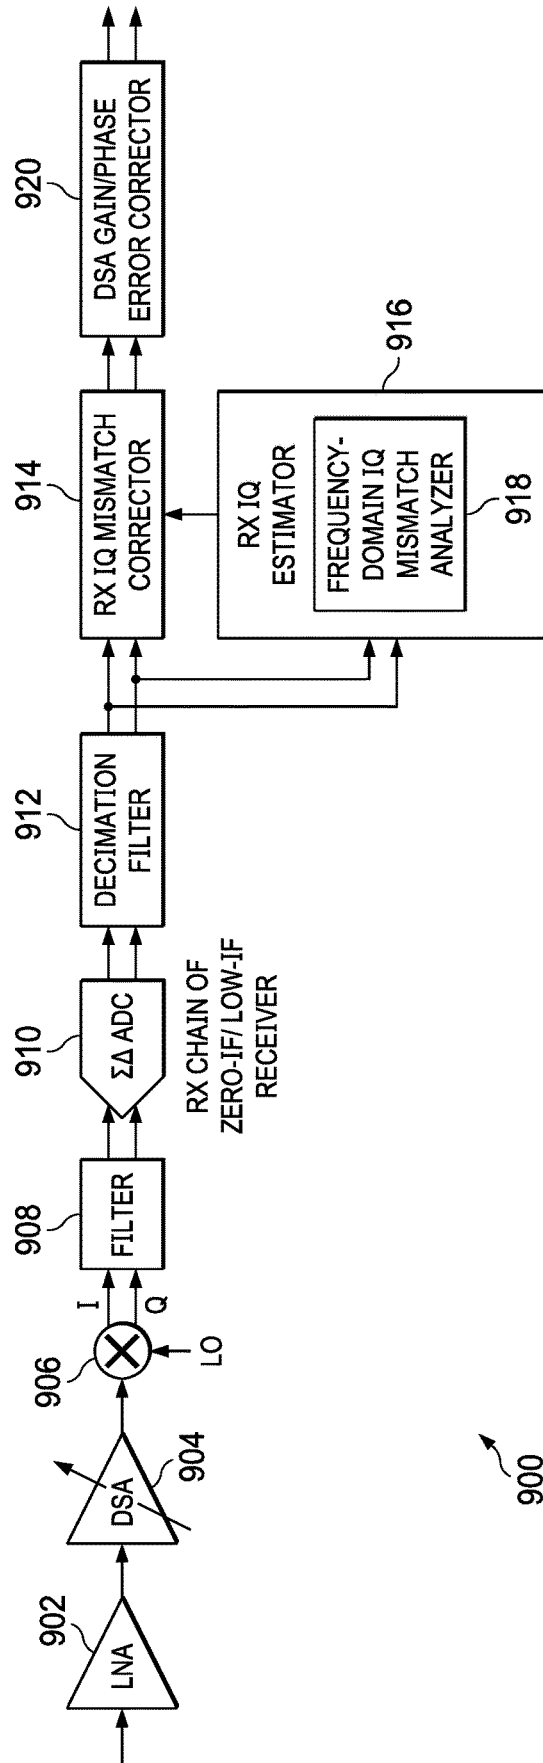 902
LNA
DSA
904
906
I
Q
LO
908
FILTER
910
ΣΔ ADC
RX CHAIN OF
ZERO-IF/ LOW-IF
RECEIVER
912
DECIMATION
FILTER
914
RX IQ MISMATCH
CORRECTOR
916
RX IQ
ESTIMATOR
FREQUENCY-
DOMAIN IQ
MISMATCH
ANALYZER
918
920
DSA GAIN/PHASE
ERROR CORRECTOR
900